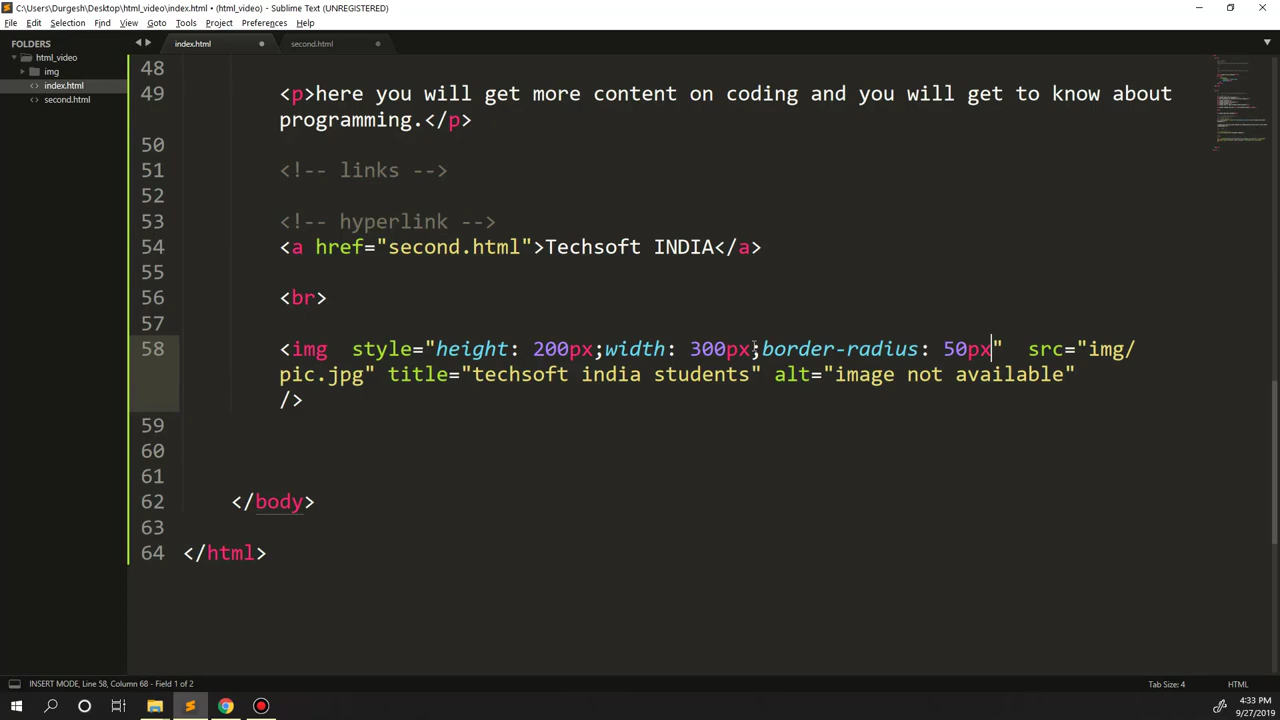 C:\Users\Durgesh\Desktop\html_video\index.html • (html_video) - Sublime Text (UNREGISTERED)
File Edit Selection Find View Goto Tools Project Preferences Help
FOLDERS
html_video
img
index.html
second.html
index.html second.html
48
49 <p>here you will get more content on coding and you will get to know about
programming.</p>
50
51 <!-- links -->
52
53 <!-- hyperlink -->
54 <a href="second.html">Techsoft INDIA</a>
55
56 <br>
57
58 <img  style="height: 200px;width: 300px;border-radius: 50px"  src="img/
pic.jpg" title="techsoft india students" alt="image not available"
/>
59
60
61
62 </body>
63
64 </html>
INSERT MODE, Line 58, Column 68 - Field 1 of 2
Tab Size: 4
HTML
4:33 PM
9/27/2019